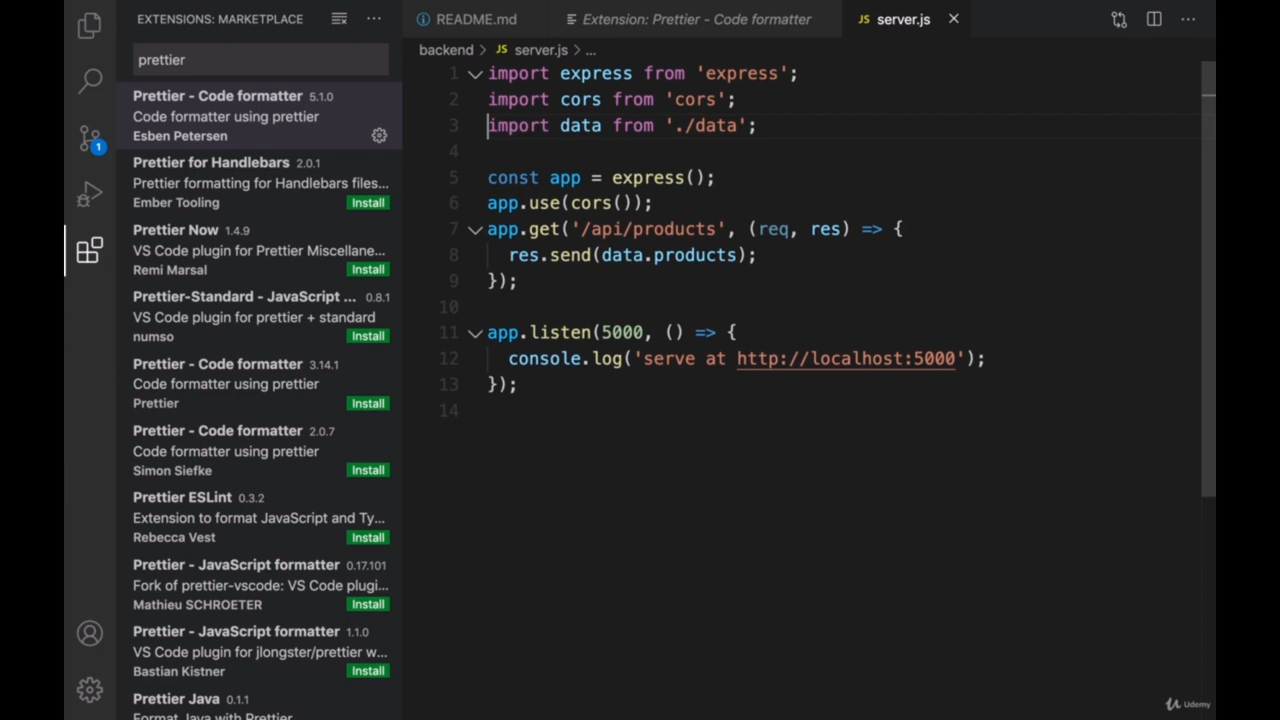 EXTENSIONS: MARKETPLACE
prettier
Prettier - Code formatter 5.1.0
Code formatter using prettier
Esben Petersen
Prettier for Handlebars 2.0.1
Prettier formatting for Handlebars files...
Ember Tooling Install
Prettier Now 1.4.9
VS Code plugin for Prettier Miscellane...
Remi Marsal Install
Prettier-Standard - JavaScript ... 0.8.1
VS Code plugin for prettier + standard
numso Install
Prettier - Code formatter 3.14.1
Code formatter using prettier
Prettier Install
Prettier - Code formatter 2.0.7
Code formatter using prettier
Simon Siefke Install
Prettier ESLint 0.3.2
Extension to format JavaScript and Ty...
Rebecca Vest Install
Prettier - JavaScript formatter 0.17.101
Fork of prettier-vscode: VS Code plugi...
Mathieu SCHROETER Install
Prettier - JavaScript formatter 1.1.0
VS Code plugin for jlongster/prettier w...
Bastian Kistner Install
Prettier Java 0.1.1
Format Java with Prettier
1
README.md Extension: Prettier - Code formatter JS server.js
backend > JS server.js > ...
1 import express from 'express';
2 import cors from 'cors';
3 import data from './data';
4
5 const app = express();
6 app.use(cors());
7 app.get('/api/products', (req, res) => {
8 res.send(data.products);
9 });
10
11 app.listen(5000, () => {
12 console.log('serve at http://localhost:5000');
13 });
14
Udemy